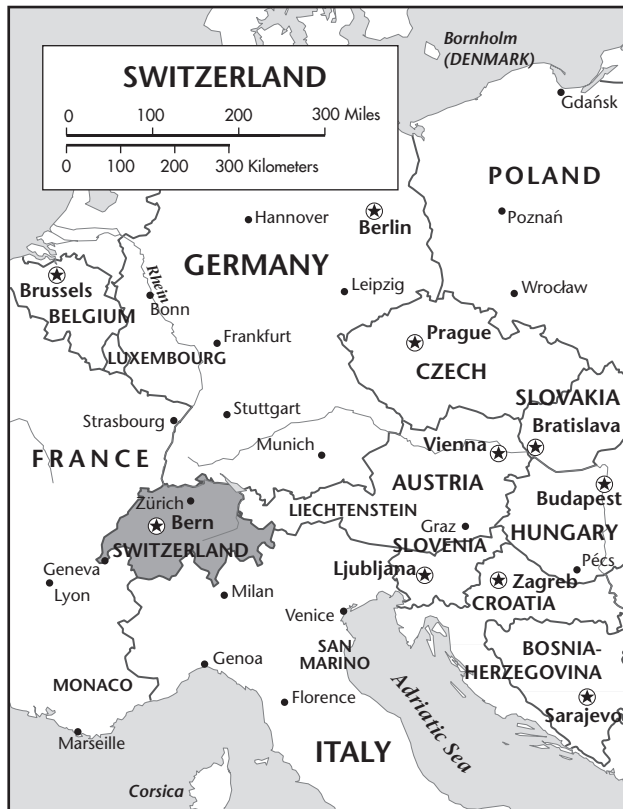 Bornholm
(DENMARK)
SWITZERLAND
0 100 200 300 Miles
0 100 200 300 Kilometers
Gdańsk
POLAND
Hannover
Berlin
Poznań
GERMANY
Rhein
Brussels
BELGIUM
Bonn
Leipzig
Wrocław
LUXEMBOURG
Frankfurt
Prague
CZECH
SLOVAKIA
Bratislava
Strasbourg
Stuttgart
Munich
Vienna
FRANCE
AUSTRIA
Zürich
Bern
LIECHTENSTEIN
Budapest
HUNGARY
Graz
SWITZERLAND
SLOVENIA
Geneva
Lyon
Ljubljana
Pécs
Zagreb
CROATIA
Milan
Venice
SAN
MARINO
BOSNIA-
HERZEGOVINA
Genoa
MONACO
Florence
Adriatic Sea
Sarajevo
Marseille
ITALY
Corsica